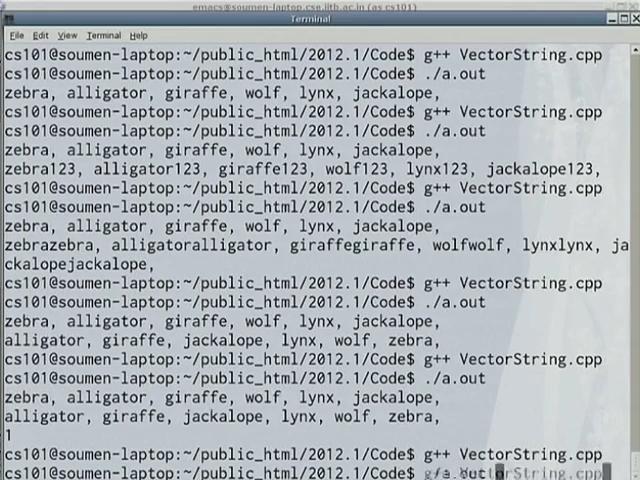 emacs@soumen-laptop.cse.iitb.ac.in (as cs101)
Terminal
File Edit View Terminal Help
cs101@soumen-laptop:~/public_html/2012.1/Code$ g++ VectorString.cpp
cs101@soumen-laptop:~/public_html/2012.1/Code$ ./a.out
zebra, alligator, giraffe, wolf, lynx, jackalope,
cs101@soumen-laptop:~/public_html/2012.1/Code$ g++ VectorString.cpp
cs101@soumen-laptop:~/public_html/2012.1/Code$ ./a.out
zebra, alligator, giraffe, wolf, lynx, jackalope,
zebra123, alligator123, giraffe123, wolf123, lynx123, jackalope123,
cs101@soumen-laptop:~/public_html/2012.1/Code$ g++ VectorString.cpp
cs101@soumen-laptop:~/public_html/2012.1/Code$ ./a.out
zebra, alligator, giraffe, wolf, lynx, jackalope,
zebrazebra, alligatoralligator, giraffegiraffe, wolfwolf, lynxlynx, ja
ckalopejackalope,
cs101@soumen-laptop:~/public_html/2012.1/Code$ g++ VectorString.cpp
cs101@soumen-laptop:~/public_html/2012.1/Code$ ./a.out
zebra, alligator, giraffe, wolf, lynx, jackalope,
alligator, giraffe, jackalope, lynx, wolf, zebra,
cs101@soumen-laptop:~/public_html/2012.1/Code$ g++ VectorString.cpp
cs101@soumen-laptop:~/public_html/2012.1/Code$ ./a.out
zebra, alligator, giraffe, wolf, lynx, jackalope,
alligator, giraffe, jackalope, lynx, wolf, zebra,
1
cs101@soumen-laptop:~/public_html/2012.1/Code$ g++ VectorString.cpp
cs101@soumen-laptop:~/public_html/2012.1/Code$